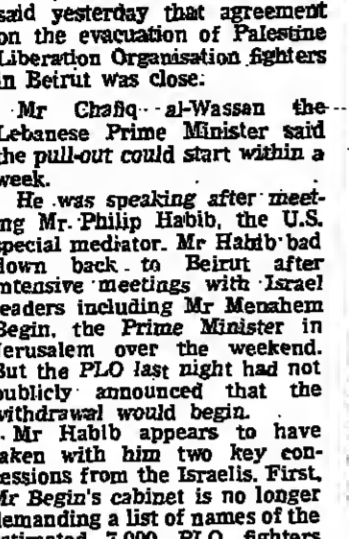 said yesterday that agreement
on the evacuation of Palestine
Liberation Organisation fighters
in Beirut was close.
Mr Chafiq al-Wassan the
Lebanese Prime Minister said
the pull-out could start within a
week.
He was speaking after meet-
ing Mr. Philip Habib, the U.S.
special mediator. Mr Habib had
flown back to Beirut after
intensive meetings with Israel
leaders including Mr Menahem
Begin, the Prime Minister in
Jerusalem over the weekend.
But the PLO last night had not
publicly announced that the
withdrawal would begin.
Mr Habib appears to have
taken with him two key con-
cessions from the Israelis. First,
Mr Begin's cabinet is no longer
demanding a list of names of the
estimated 7,000 PLO fighters